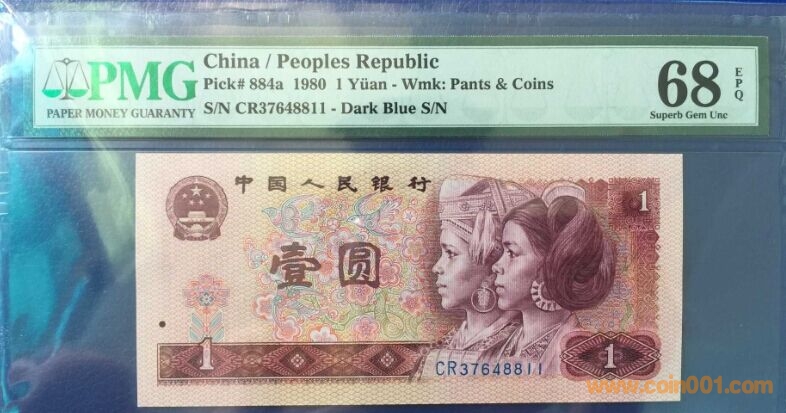 PMG
PAPER MONEY GUARANTY
China / Peoples Republic
Pick# 884a 1980 1 Yüan - Wmk: Pants & Coins
S/N CR37648811 - Dark Blue S/N
68
EPQ
Superb Gem Unc
中国人民银行
1
壹圆
1
CR37648811
1
www.coin001.com